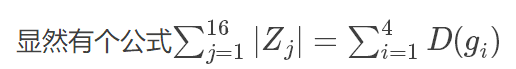 显然有个公式$\sum_{j=1}^{16} |Z_j| = \sum_{i=1}^{4} D(g_i)$